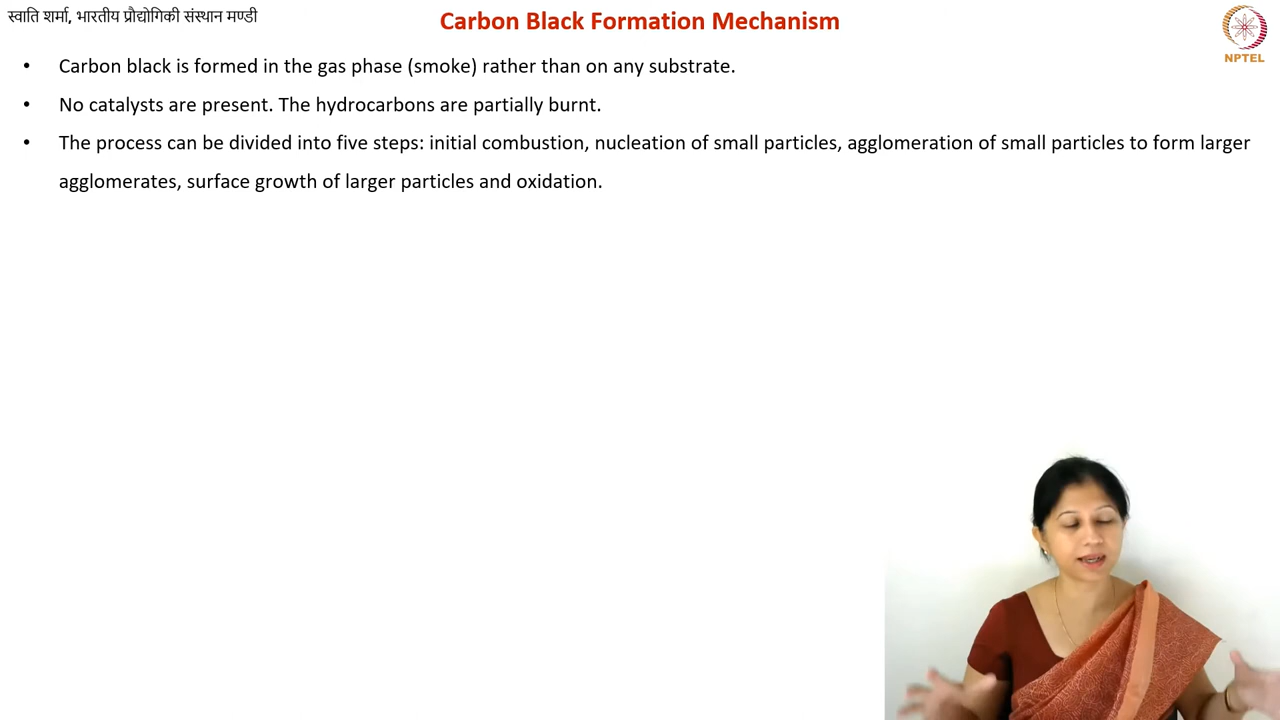 स्वाति शर्मा, भारतीय प्रौद्योगिकी संस्थान मण्डी
Carbon Black Formation Mechanism
NPTEL
• Carbon black is formed in the gas phase (smoke) rather than on any substrate.
• No catalysts are present. The hydrocarbons are partially burnt.
• The process can be divided into five steps: initial combustion, nucleation of small particles, agglomeration of small particles to form larger
agglomerates, surface growth of larger particles and oxidation.